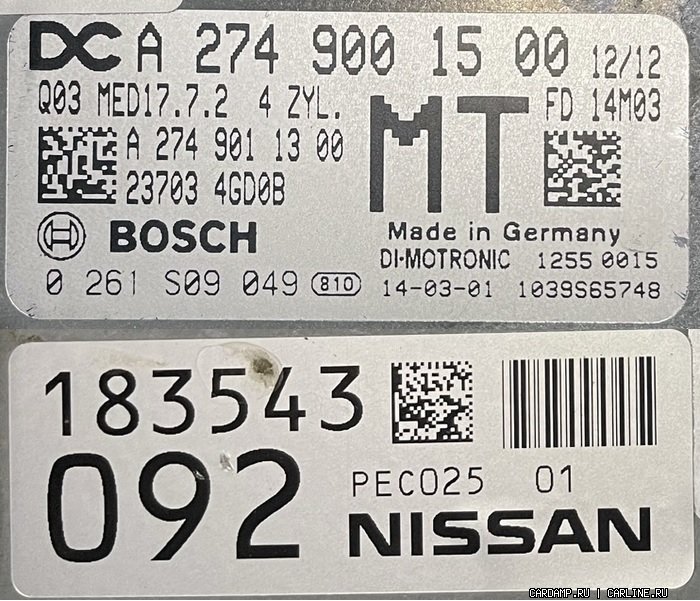 DC A 274 900 15 00 12/12
Q03 MED17.7.2 4 ZYL. MT FD 14M03
A 274 901 13 00
23703 4GD0B
BOSCH Made in Germany
DI-MOTRONIC 1255 0015
0 261 S09 049 810 14-03-01 1039S65748
183543
092 PEC025 01
NISSAN
CARDAMP.RU | CARLINE.RU